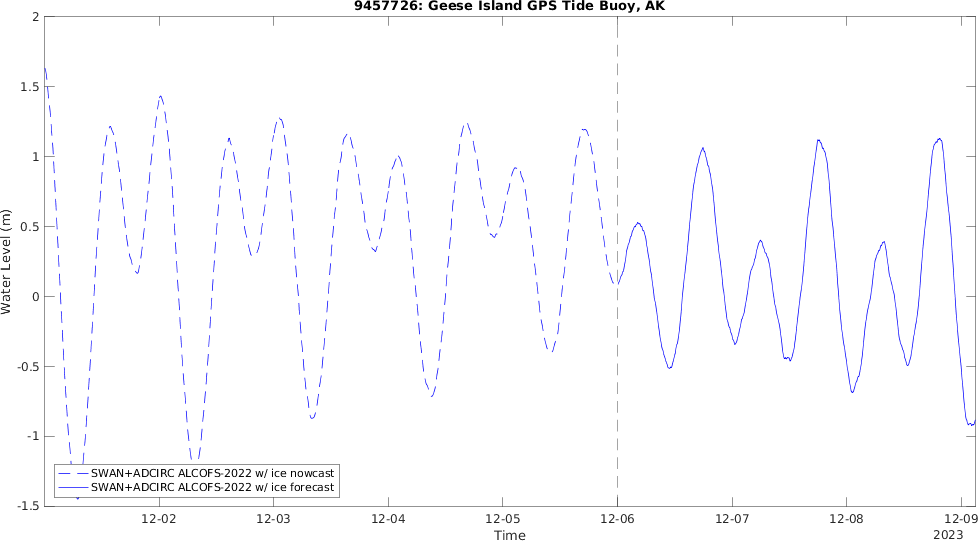 9457726: Geese Island GPS Tide Buoy, AK
Water Level (m)
2
1.5
1
0.5
0
-0.5
-1
-1.5
SWAN+ADCIRC ALCOFS-2022 w/ ice nowcast
SWAN+ADCIRC ALCOFS-2022 w/ ice forecast
12-02 12-03 12-04 12-05 12-06 12-07 12-08 12-09
Time
2023